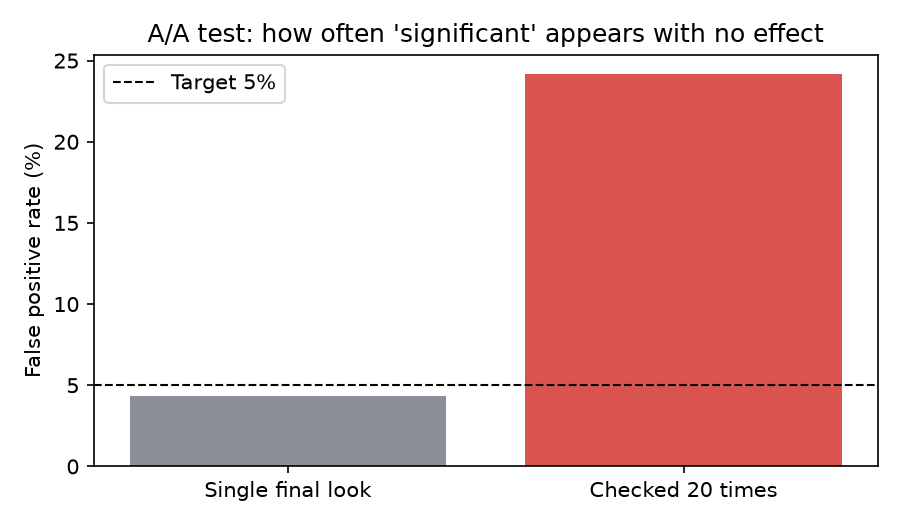 A/A test: how often 'significant' appears with no effect
Target 5%
False positive rate (%)
25
20
15
10
5
0
Single final look
Checked 20 times